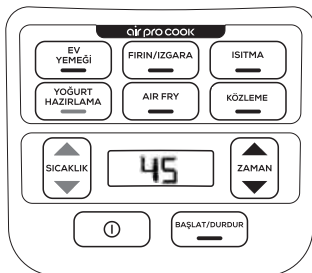 air pro cook
EV
YEMEĞİ
FIRIN/IZGARA
ISITMA
YOĞURT
HAZIRLAMA
AIR FRY
KÖZLEME
SICAKLIK
45
ZAMAN
BAŞLAT/DURDUR